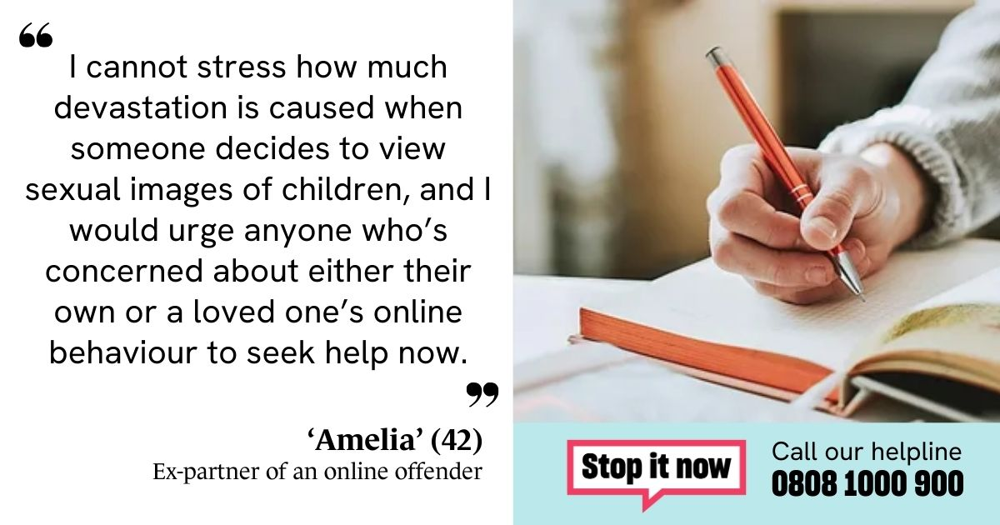 “
I cannot stress how much
devastation is caused when
someone decides to view
sexual images of children, and I
would urge anyone who’s
concerned about either their
own or a loved one’s online
behaviour to seek help now.
”
‘Amelia’ (42)
Ex-partner of an online offender
Stop it now
Call our helpline
0808 1000 900